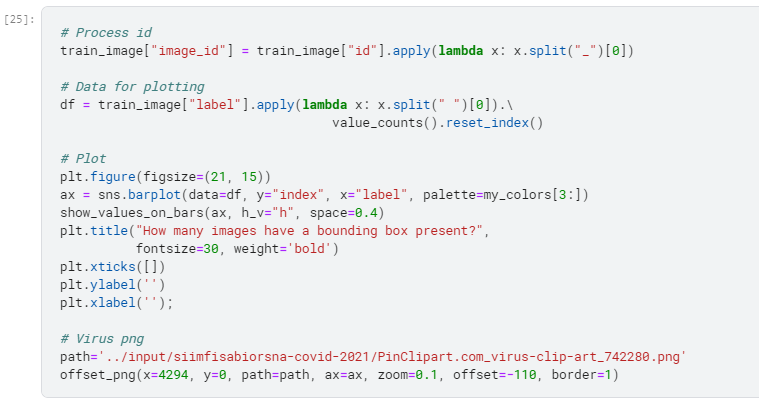 [25]:
# Process id
train_image["image_id"] = train_image["id"].apply(lambda x: x.split("_")[0])
# Data for plotting
df = train_image["label"].apply(lambda x: x.split(" ")[0]).\
value_counts().reset_index()
# Plot
plt.figure(figsize=(21, 15))
ax = sns.barplot(data=df, y="index", x="label", palette=my_colors[3:])
show_values_on_bars(ax, h_v="h", space=0.4)
plt.title("How many images have a bounding box present?",
fontsize=30, weight='bold')
plt.xticks([])
plt.ylabel('')
plt.xlabel('');
# Virus png
path='../input/siimfisabiorsna-covid-2021/PinClipart.com_virus-clip-art_742280.png'
offset_png(x=4294, y=0, path=path, ax=ax, zoom=0.1, offset=-110, border=1)